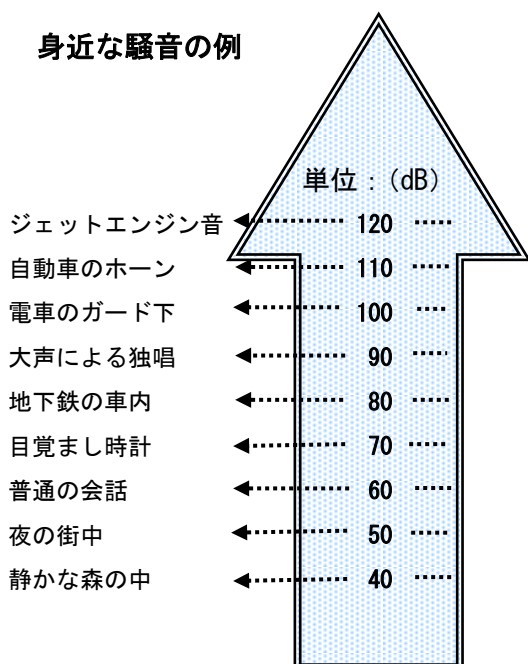 身近な騒音の例
単位：(dB)
ジェットエンジン音 120
自動車のホーン 110
電車のガード下 100
大声による独唱 90
地下鉄の車内 80
目覚まし時計 70
普通の会話 60
夜の街中 50
静かな森の中 40